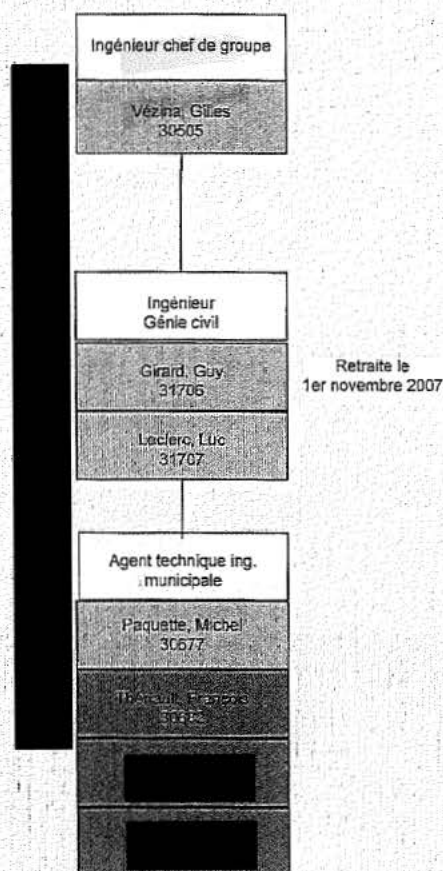 Ingénieur chef de groupe
Vézina, Gilles
30505
Ingénieur
Génie civil
Girard, Guy
31706
Retraite le
1er novembre 2007
Leclerc, Luc
31707
Agent technique ing.
municipale
Paquette, Michel
30677
François